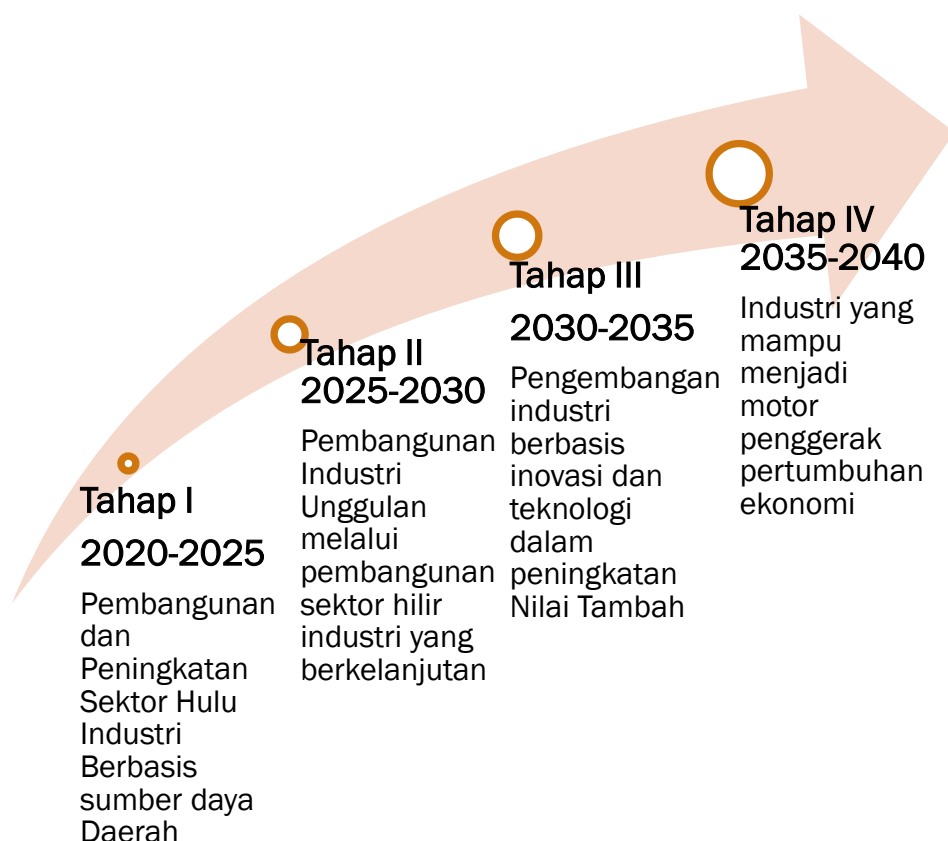 Tahap I
2020-2025
Pembangunan
dan
Peningkatan
Sektor Hulu
Industri
Berbasis
sumber daya
Daerah
Tahap II
2025-2030
Pembangunan
Industri
Unggulan
melalui
pembangunan
sektor hilir
industri yang
berkelanjutan
Tahap III
2030-2035
Pengembangan
industri
berbasis
inovasi dan
teknologi
dalam
peningkatan
Nilai Tambah
Tahap IV
2035-2040
Industri yang
mampu
menjadi
motor
penggerak
pertumbuhan
ekonomi